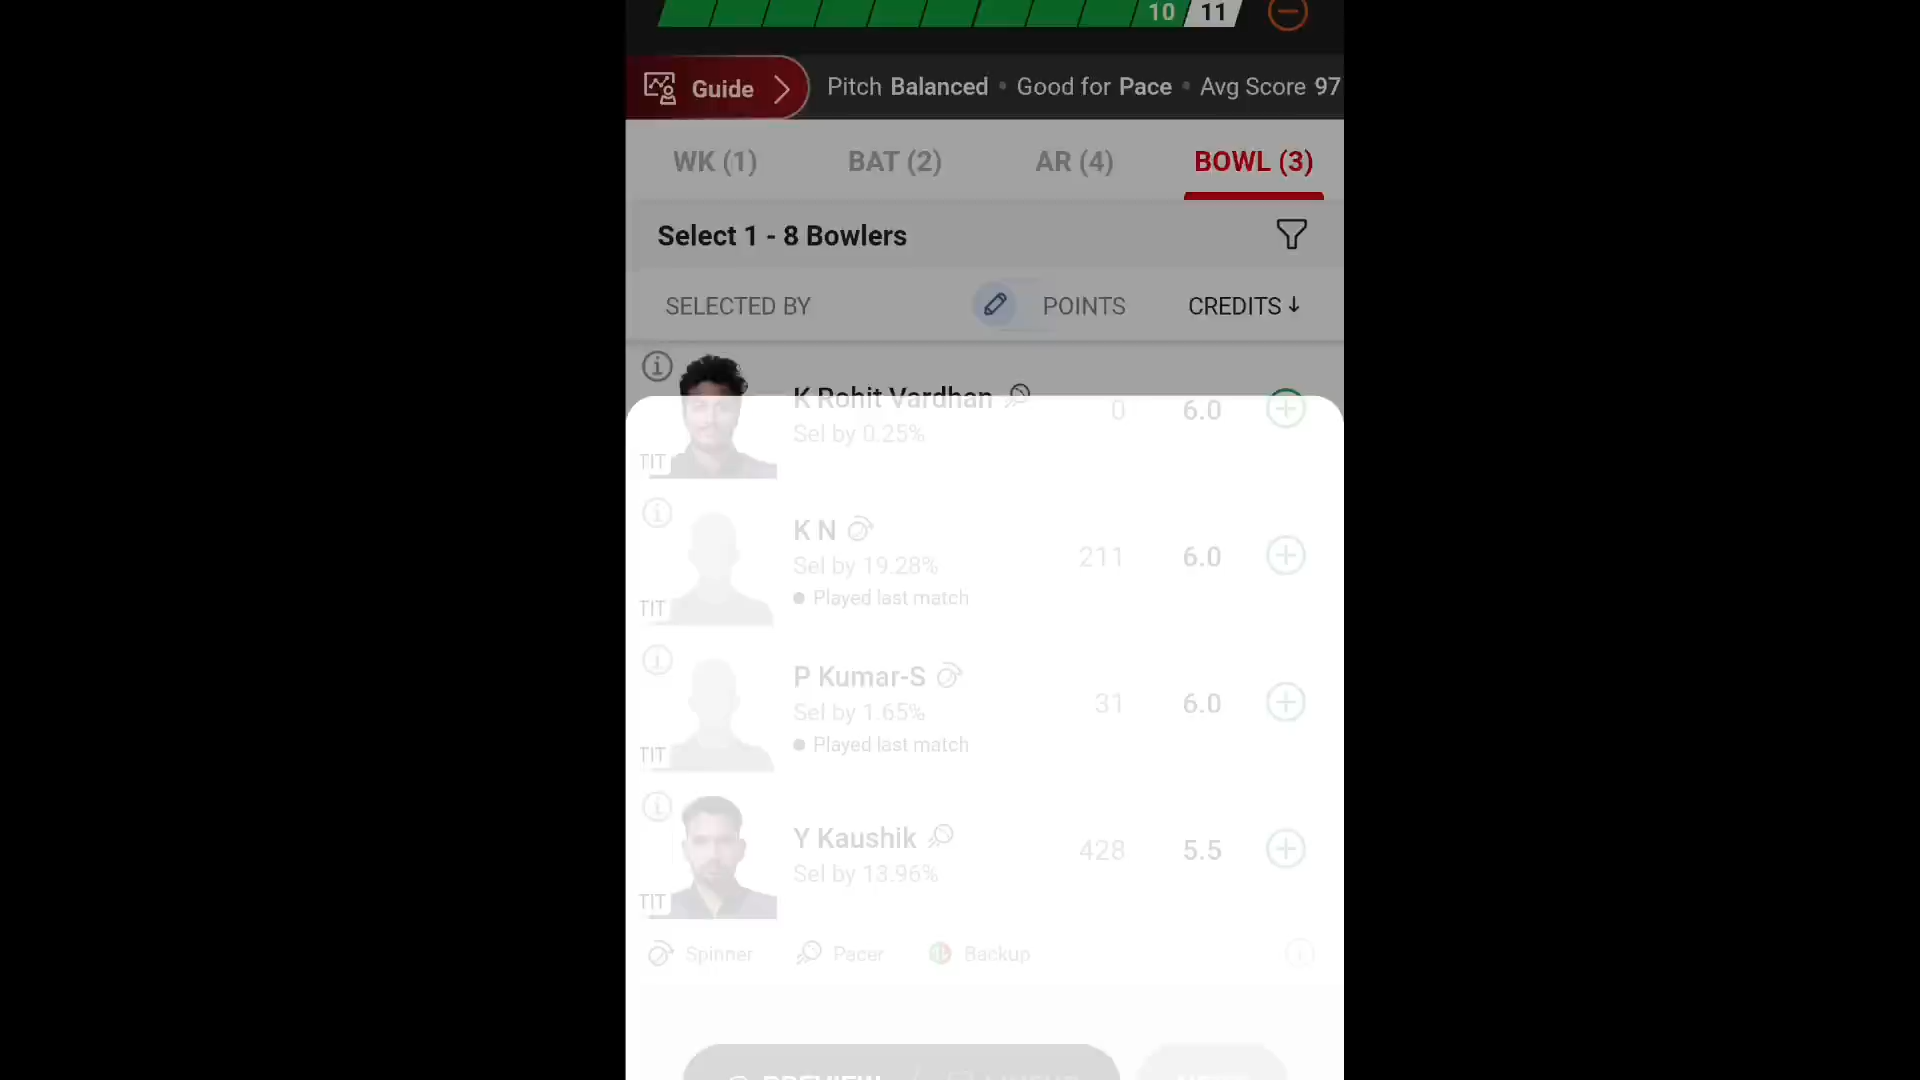 10 11
Guide Pitch Balanced • Good for Pace • Avg Score 97
WK (1) BAT (2) AR (4) BOWL (3)
Select 1 - 8 Bowlers
SELECTED BY POINTS CREDITS ↓
K Rohit Vardhan
0 6.0
Sel by 0.25%
TIT
K N
Sel by 19.28% 211 6.0
Played last match
TIT
P Kumar-S
Sel by 1.65% 31 6.0
Played last match
TIT
Y Kaushik
428 5.5
Sel by 13.96%
TIT
Spinner Pacer Backup
PREVIEW